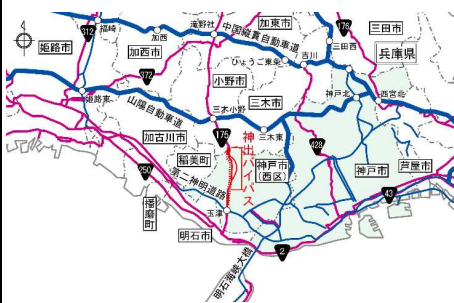 312
福崎
滝野社
中国縦貫自動車道
加東市
176
三田市
姫路市
加西
加西市
吉川
三田西
兵庫県
ひょうご東条
372
小野市
神戸北
西宮北
姫路東
山陽自動車道
三木小野
三木市
加古川市
175
三木東
神出バイパス
428
芦屋市
稲美町
神戸市
(西区)
神戸市
250
第二神明道路
43
播磨町
玉津
明石市
2
明石海峡大橋